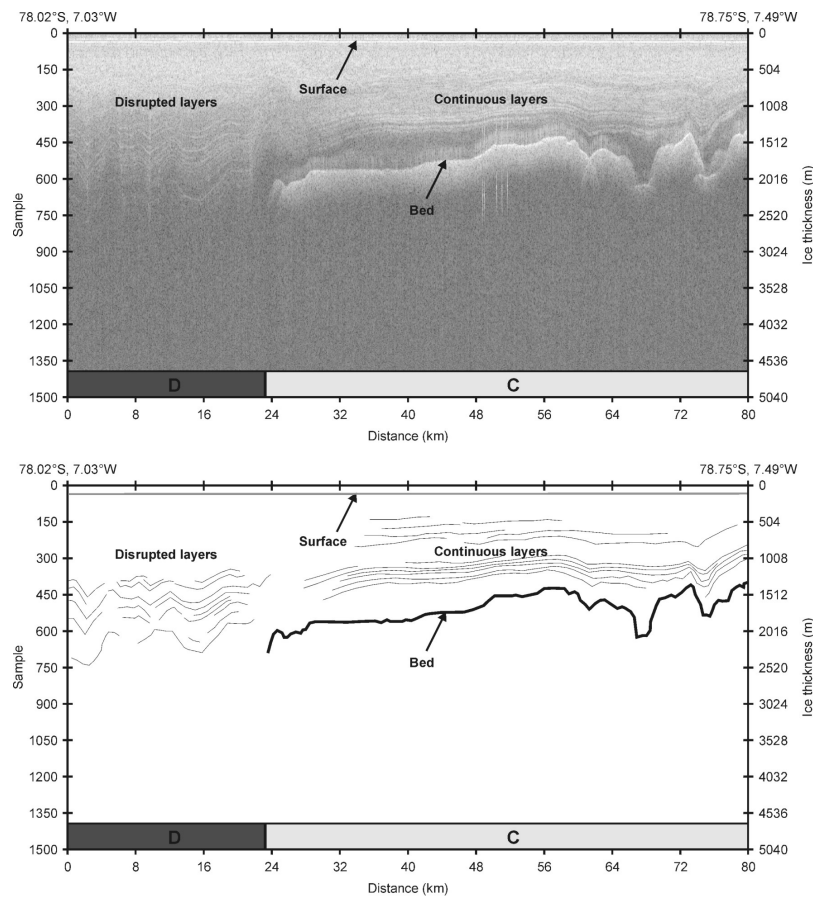 78.02°S, 7.03°W 78.75°S, 7.49°W
0 0
Surface
150 504
Disrupted layers Continuous layers
300 1008
450 1512
600 2016
Bed
750 2520
Sample Ice thickness (m)
900 3024
1050 3528
1200 4032
1350 4536
D C
1500 5040
0 8 16 24 32 40 48 56 64 72 80
Distance (km)
78.02°S, 7.03°W 78.75°S, 7.49°W
0 0
150 504
Surface
Disrupted layers Continuous layers
300 1008
450 1512
600 2016
Bed
750 2520
Sample Ice thickness (m)
900 3024
1050 3528
1200 4032
1350 4536
D C
1500 5040
0 8 16 24 32 40 48 56 64 72 80
Distance (km)